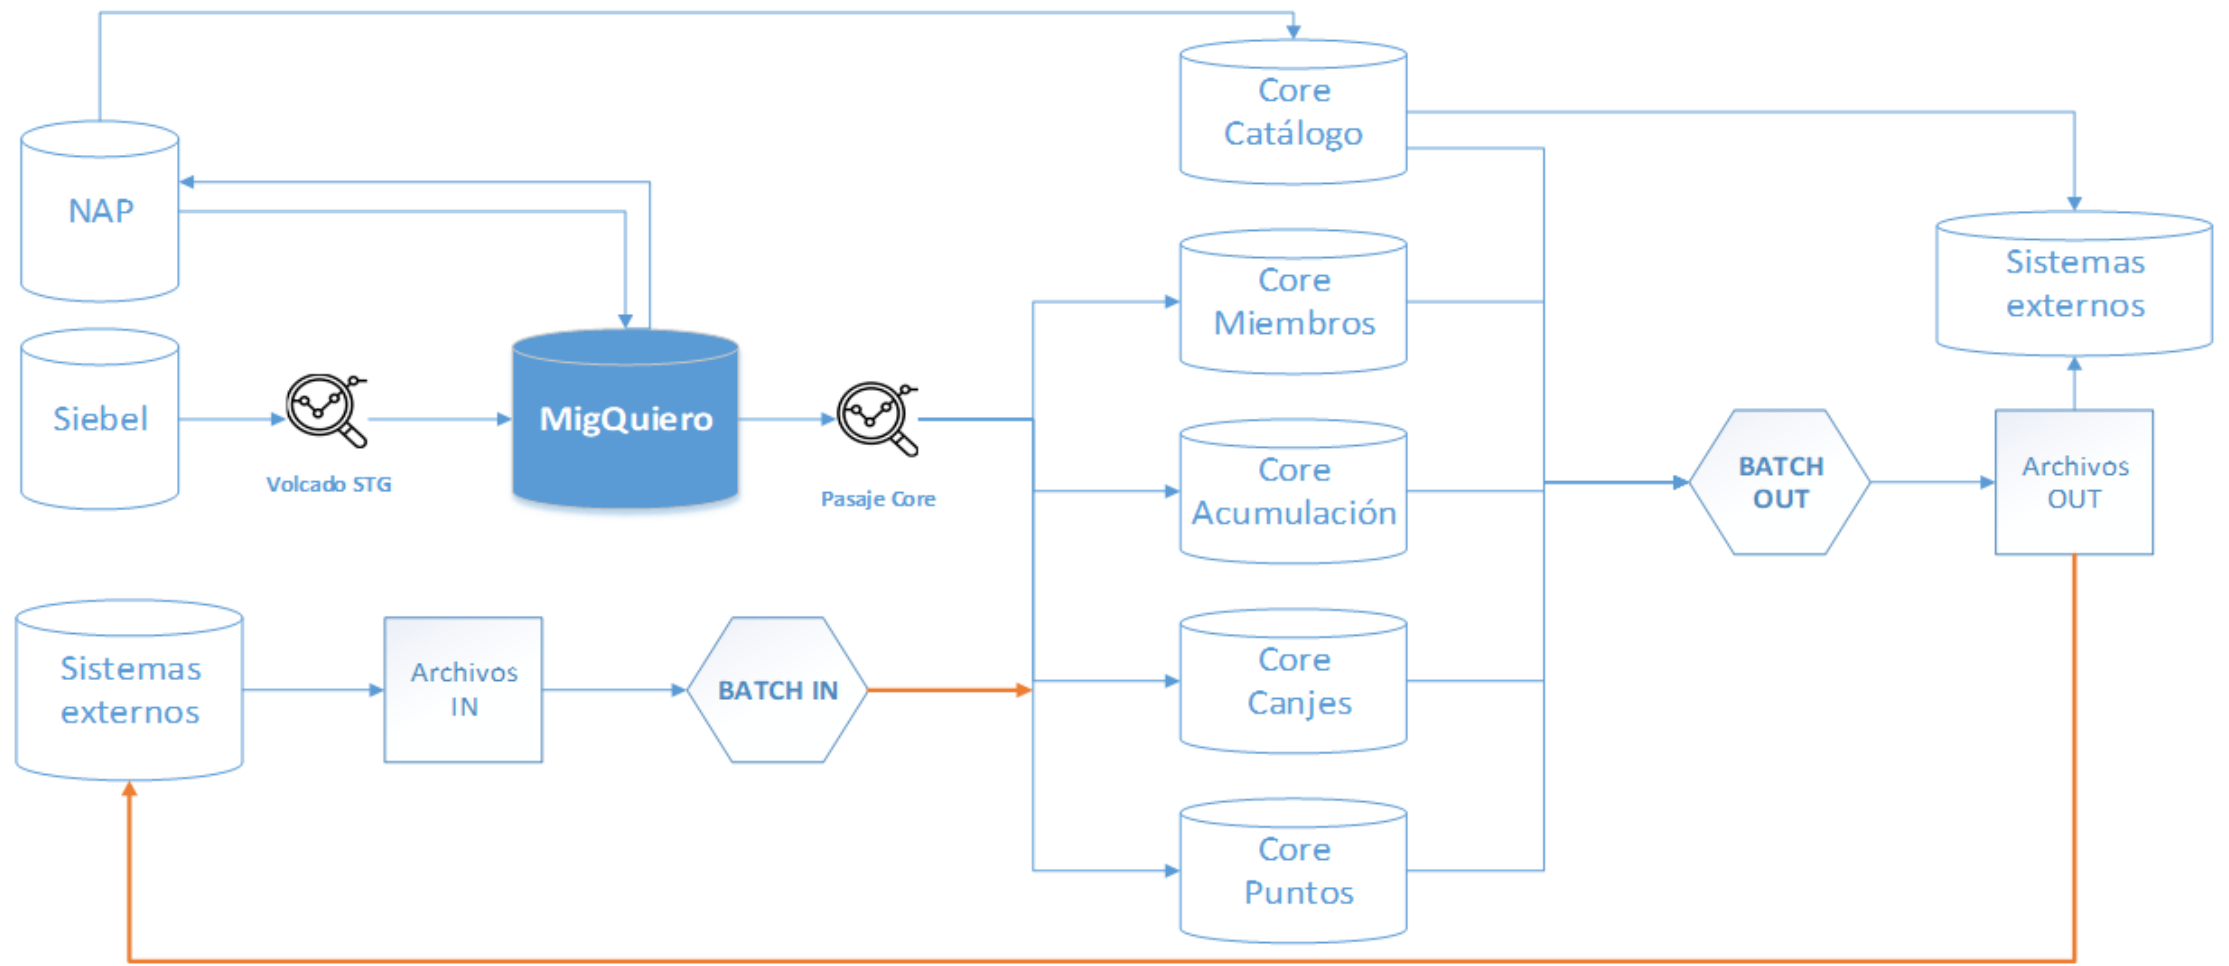 Core
Catálogo
NAP
Core
Miembros
Sistemas
externos
Siebel
Volcado STG
MigQuiero
Pasaje Core
Core
Acumulación
BATCH
OUT
Archivos
OUT
Sistemas
externos
Archivos
IN
BATCH IN
Core
Canjes
Core
Puntos